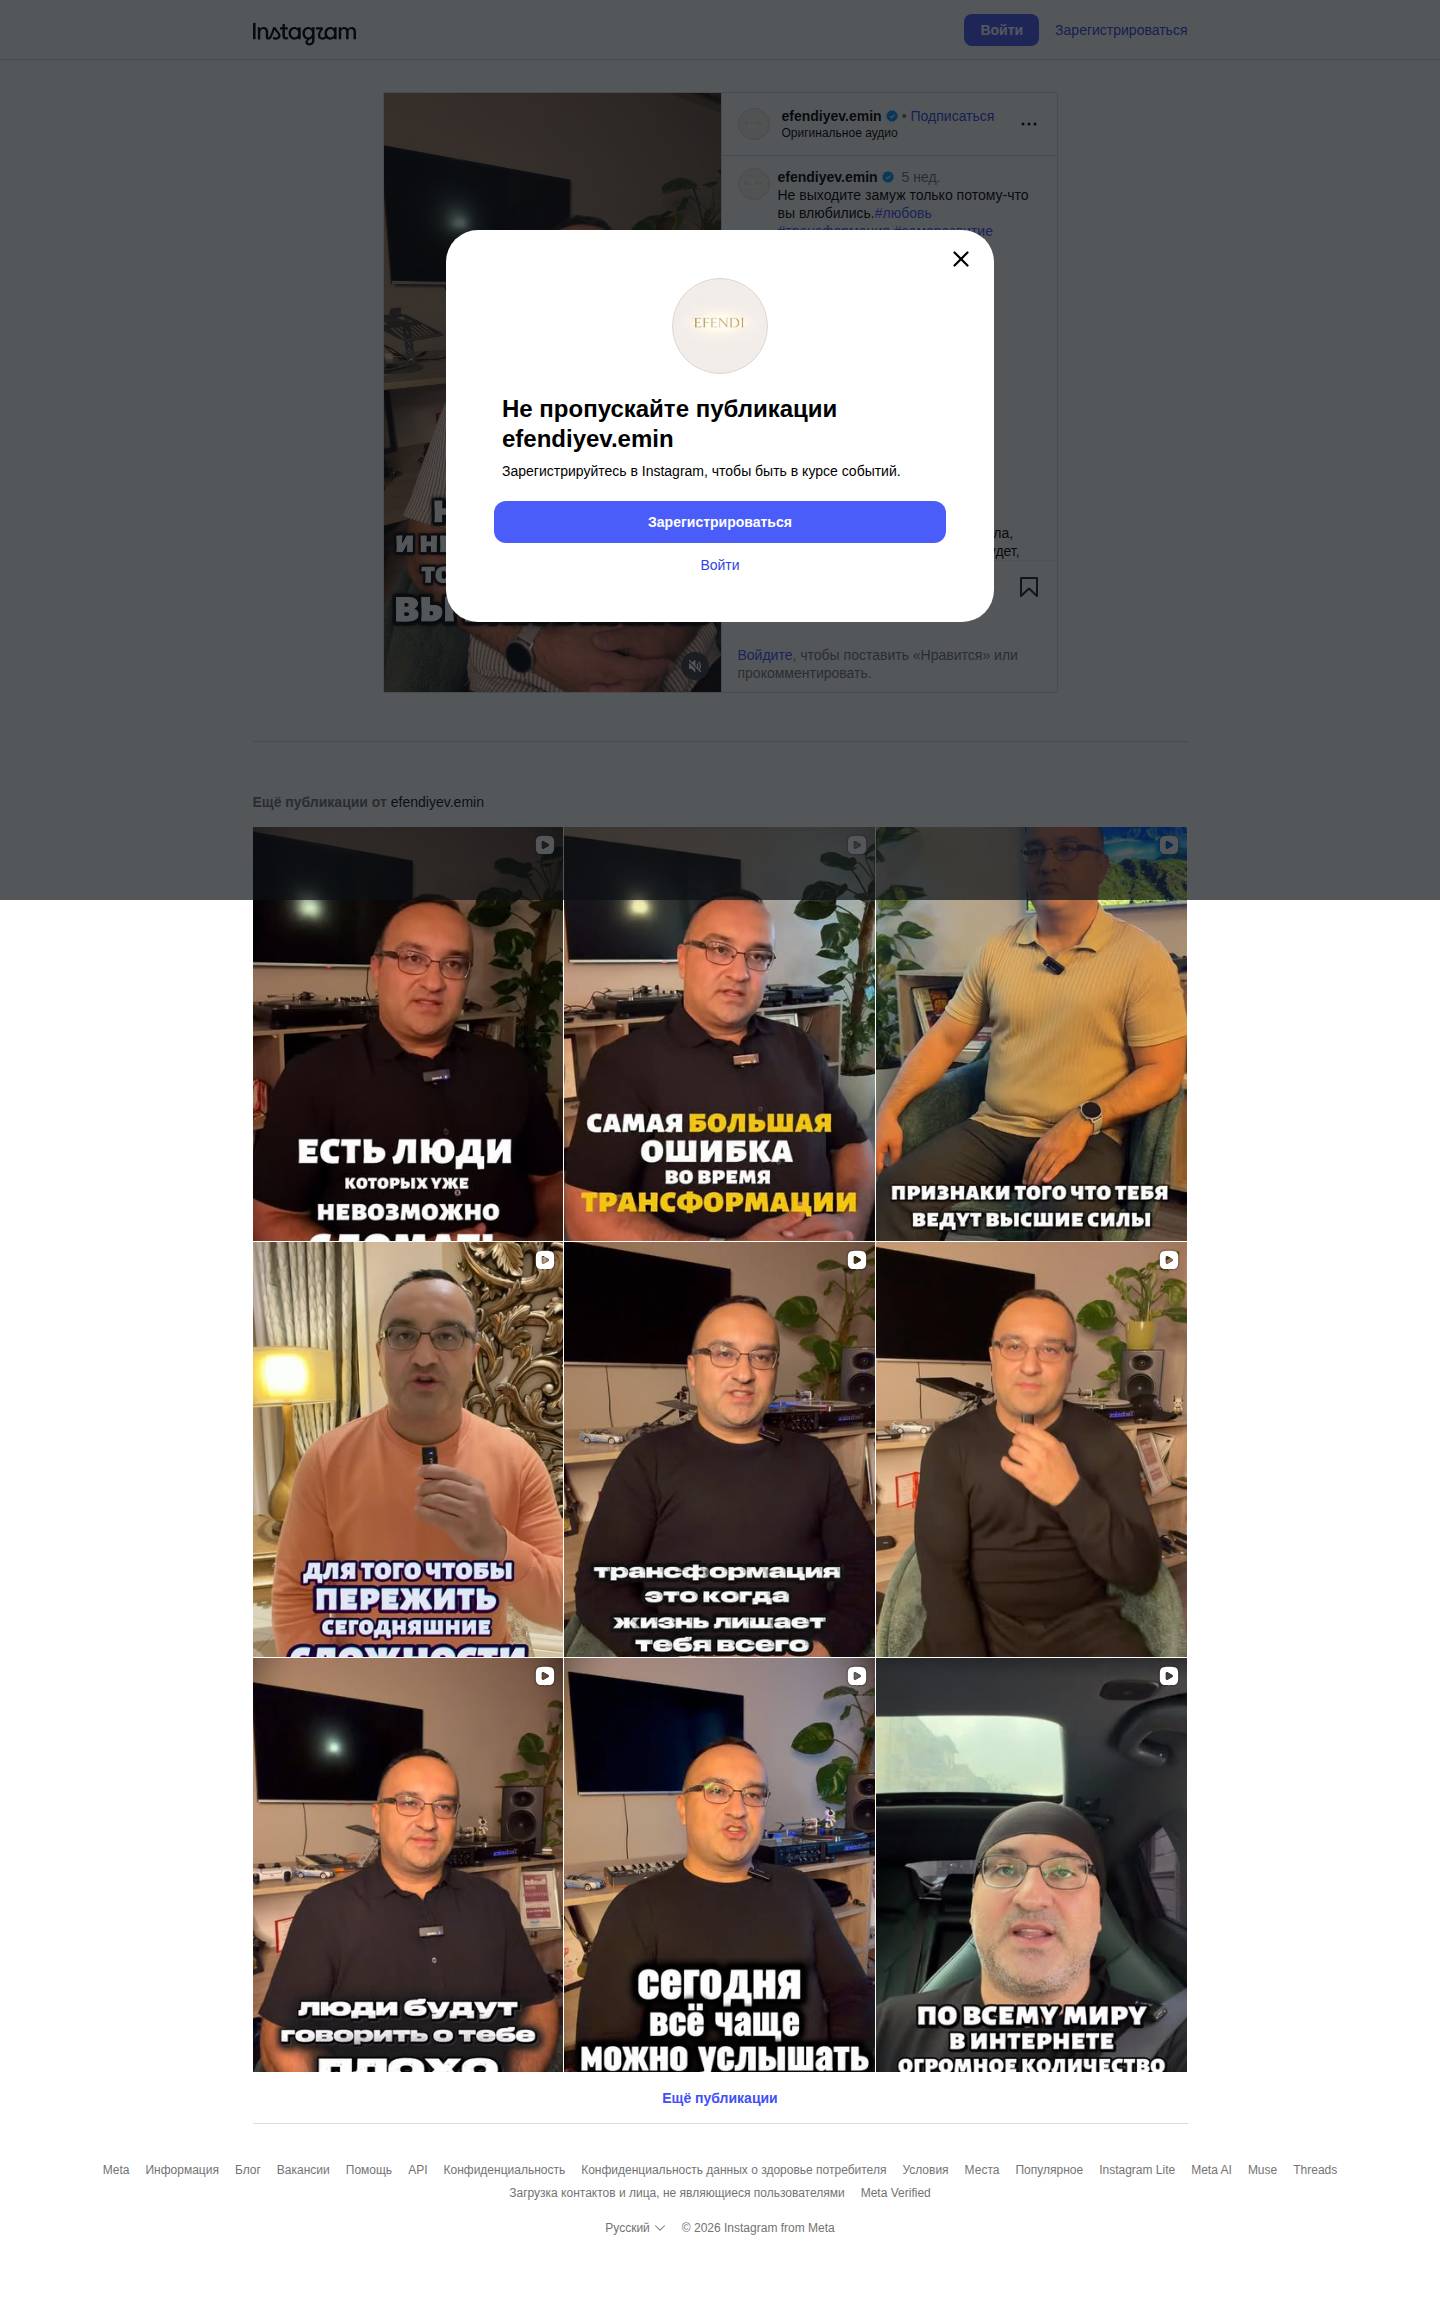 Instagram
Войти
Зарегистрироваться
efendiyev.emin • Подписаться
Оригинальное аудио
efendiyev.emin 5 нед.
Не выходите замуж только потому-что
вы влюбились.#любовь
EFENDI
Не пропускайте публикации
efendiyev.emin
Зарегистрируйтесь в Instagram, чтобы быть в курсе событий.
Зарегистрироваться
Войти
Войдите, чтобы поставить «Нравится» или
прокомментировать.
Ещё публикации от efendiyev.emin
ЕСТЬ ЛЮДИ
КОТОРЫХ УЖЕ
НЕВОЗМОЖНО
САМАЯ БОЛЬШАЯ
ОШИБКА
ВО ВРЕМЯ
ТРАНСФОРМАЦИИ
ПРИЗНАКИ ТОГО ЧТО ТЕБЯ
ВЕДУТ ВЫСШИЕ СИЛЫ
ДЛЯ ТОГО ЧТОБЫ
ПЕРЕЖИТЬ
СЕГОДНЯШНИЕ
СЛОЖНОСТИ
трансформация
это когда
жизнь лишает
тебя всего
люди будут
говорить о тебе
плохо
сегодня
всё чаще
можно услышать
ПО ВСЕМУ МИРУ
В ИНТЕРНЕТЕ
ОГРОМНОЕ КОЛИЧЕСТВО
Ещё публикации
Meta Информация Блог Вакансии Помощь API Конфиденциальность Конфиденциальность данных о здоровье потребителя Условия Места Популярное Instagram Lite Meta AI Muse Threads
Загрузка контактов и лица, не являющиеся пользователями Meta Verified
Русский © 2026 Instagram from Meta